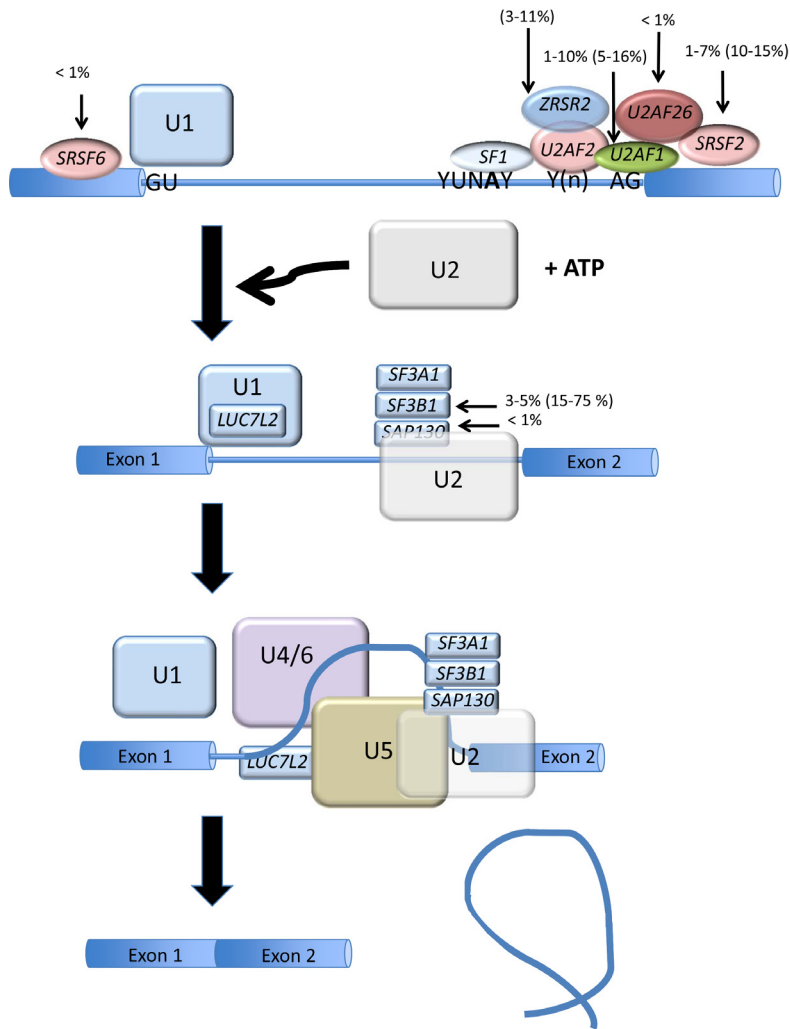 (3-11%)
< 1%
1-10% (5-16%)
1-7% (10-15%)
< 1%
U1
ZRSR2
U2AF26
SRSF6
SF1
U2AF2
U2AF1
SRSF2
GU
YUNAY
Y(n)
AG
U2
+ ATP
U1
LUC7L2
SF3A1
SF3B1
3-5% (15-75 %)
SAP130
< 1%
Exon 1
U2
Exon 2
U1
U4/6
SF3A1
SF3B1
SAP130
Exon 1
LUC7L2
U5
U2
Exon 2
Exon 1
Exon 2